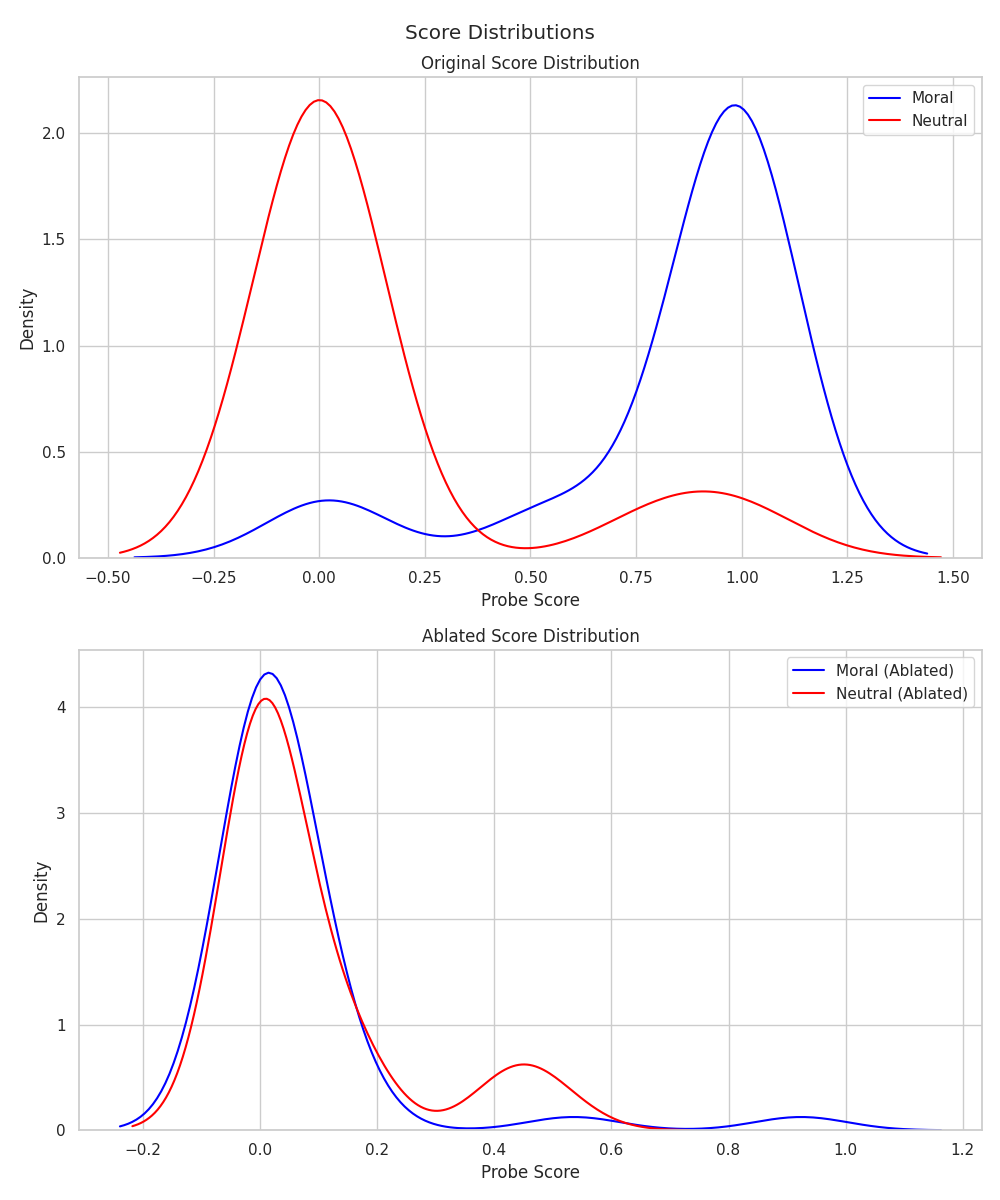 Score Distributions
Original Score Distribution
Moral
Neutral
2.0
1.5
1.0
0.5
0.0
Density
−0.50 −0.25 0.00 0.25 0.50 0.75 1.00 1.25 1.50
Probe Score
Ablated Score Distribution
Moral (Ablated)
Neutral (Ablated)
4
3
2
1
0
Density
−0.2 0.0 0.2 0.4 0.6 0.8 1.0 1.2
Probe Score